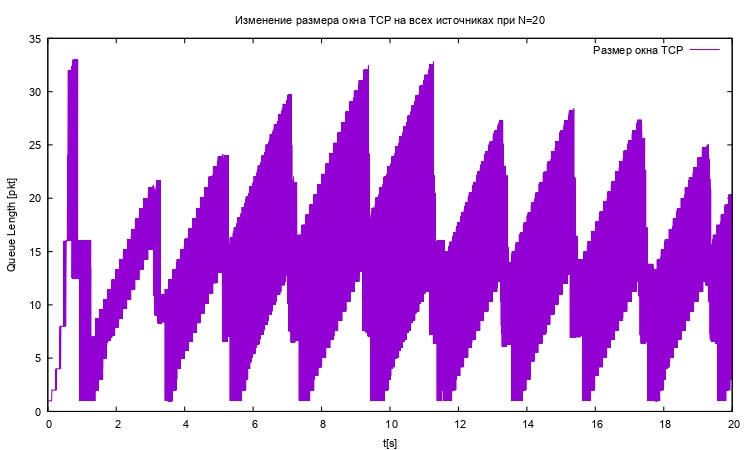 Изменение размера окна TCP на всех источниках при N=20
Размер окна TCP
Queue Length [pkt]
35
30
25
20
15
10
5
0
0 2 4 6 8 10 12 14 16 18 20
t[s]